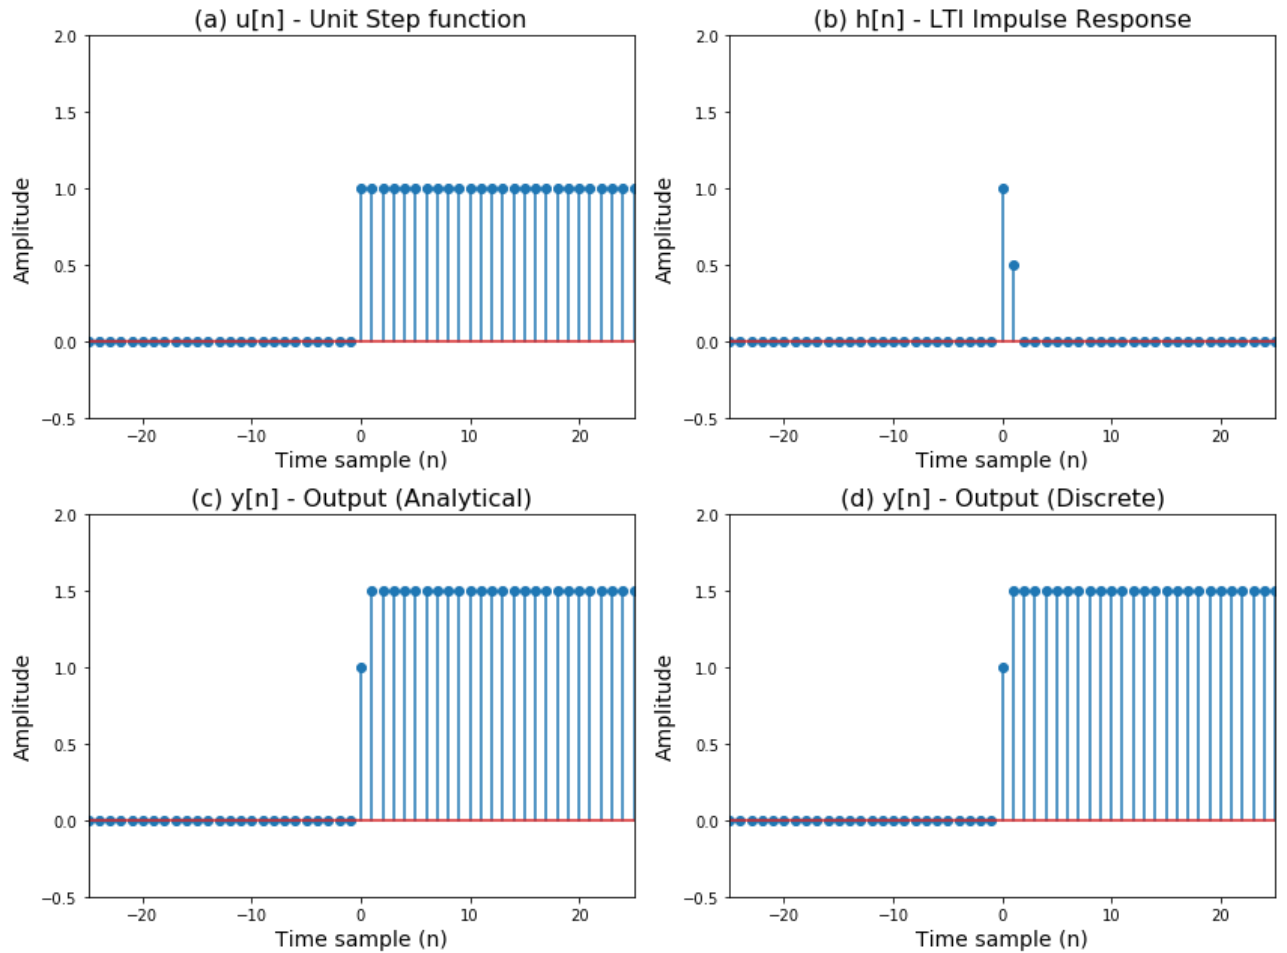 (a) u[n] - Unit Step function
2.0
1.5
1.0
0.5
0.0
−0.5
Amplitude
−20 −10 0 10 20
Time sample (n)
(b) h[n] - LTI Impulse Response
2.0
1.5
1.0
0.5
0.0
−0.5
Amplitude
−20 −10 0 10 20
Time sample (n)
(c) y[n] - Output (Analytical)
2.0
1.5
1.0
0.5
0.0
−0.5
Amplitude
−20 −10 0 10 20
Time sample (n)
(d) y[n] - Output (Discrete)
2.0
1.5
1.0
0.5
0.0
−0.5
Amplitude
−20 −10 0 10 20
Time sample (n)